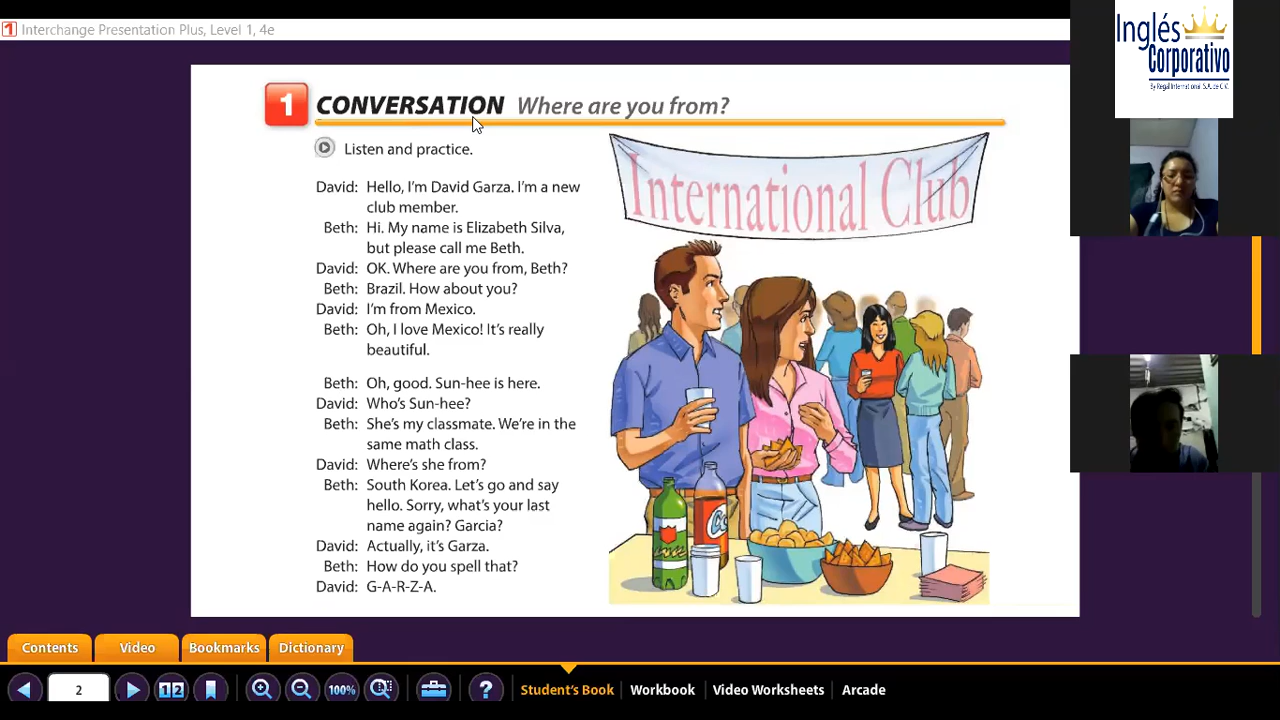 Interchange Presentation Plus, Level 1, 4e
Inglés
Corporativo
By Regal International S.A. de C.V.
1 CONVERSATION Where are you from?
Listen and practice.
International Club
David: Hello, I'm David Garza. I'm a new
club member.
Beth: Hi. My name is Elizabeth Silva,
but please call me Beth.
David: OK. Where are you from, Beth?
Beth: Brazil. How about you?
David: I'm from Mexico.
Beth: Oh, I love Mexico! It's really
beautiful.
Beth: Oh, good. Sun-hee is here.
David: Who's Sun-hee?
Beth: She's my classmate. We're in the
same math class.
David: Where's she from?
Beth: South Korea. Let's go and say
hello. Sorry, what's your last
name again? Garcia?
David: Actually, it's Garza.
Beth: How do you spell that?
David: G-A-R-Z-A.
Contents Video Bookmarks Dictionary
2 12 100% ? Student's Book Workbook Video Worksheets Arcade